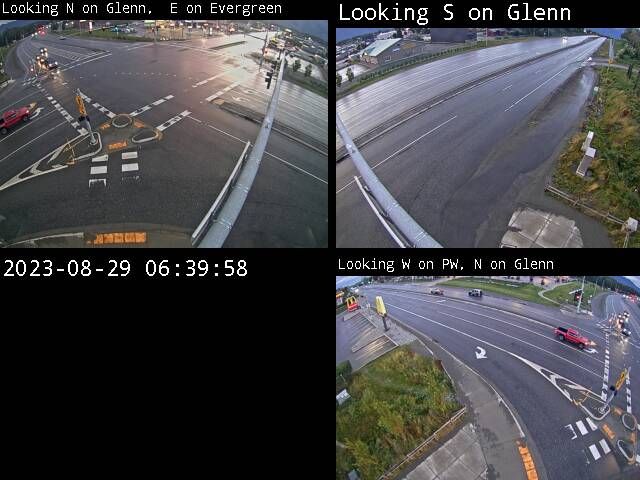 Looking N on Glenn,  E on Evergreen
Looking S on Glenn
2023-08-29 06:39:58
Looking W on PW, N on Glenn